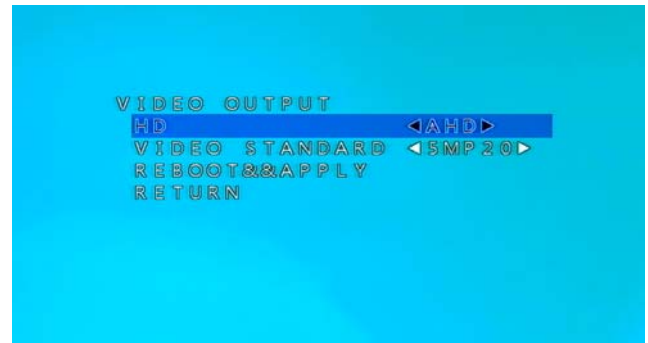 VIDEO OUTPUT
HD ◀AHD▶
VIDEO STANDARD ◀5MP20▶
REBOOT&&APPLY
RETURN